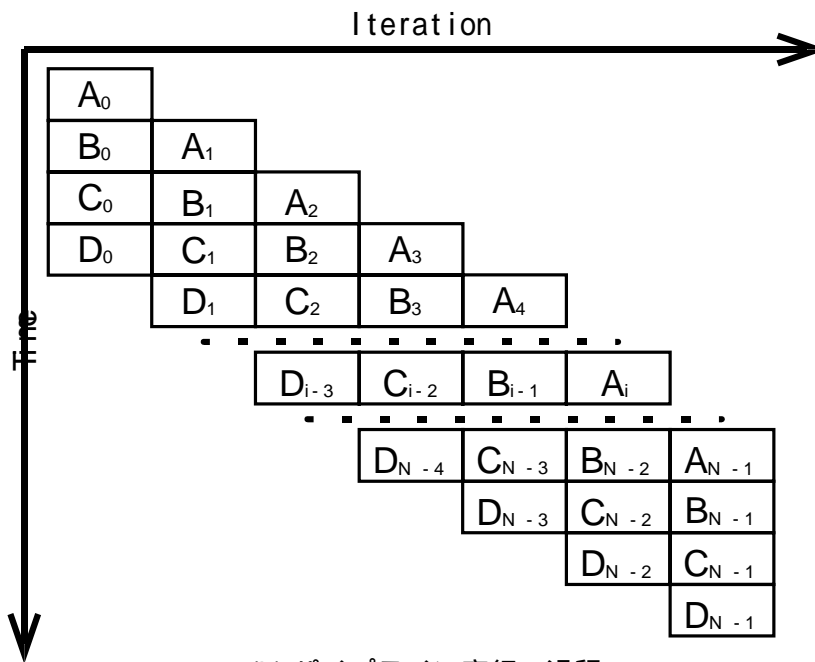 Iteration
A0
B0 A1
C0 B1 A2
D0 C1 B2 A3
D1 C2 B3 A4
Time
Di-3 Ci-2 Bi-1 Ai
DN-4 CN-3 BN-2 AN-1
DN-3 CN-2 BN-1
DN-2 CN-1
DN-1